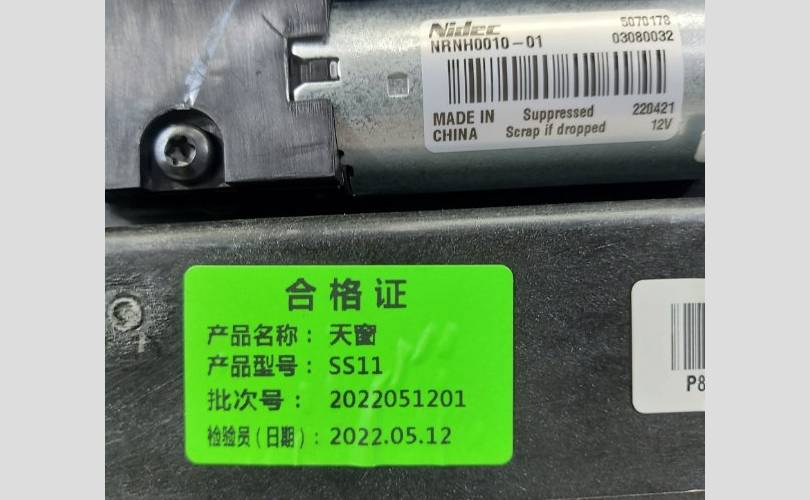 Nidec 5070178
NRNH0010-01 03080032
MADE IN CHINA
Suppressed 220421
Scrap if dropped 12V
合格证
产品名称：天窗
产品型号：SS11
批次号：2022051201
检验员（日期）：2022.05.12
P8